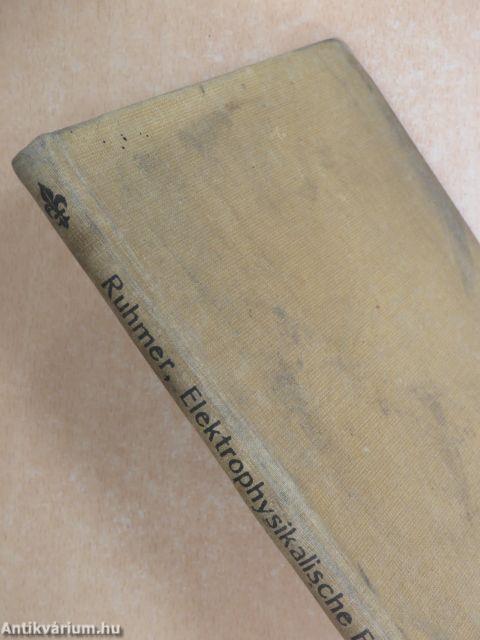 Ruhmer, Elektrophysikalische
Antikvárium.hu